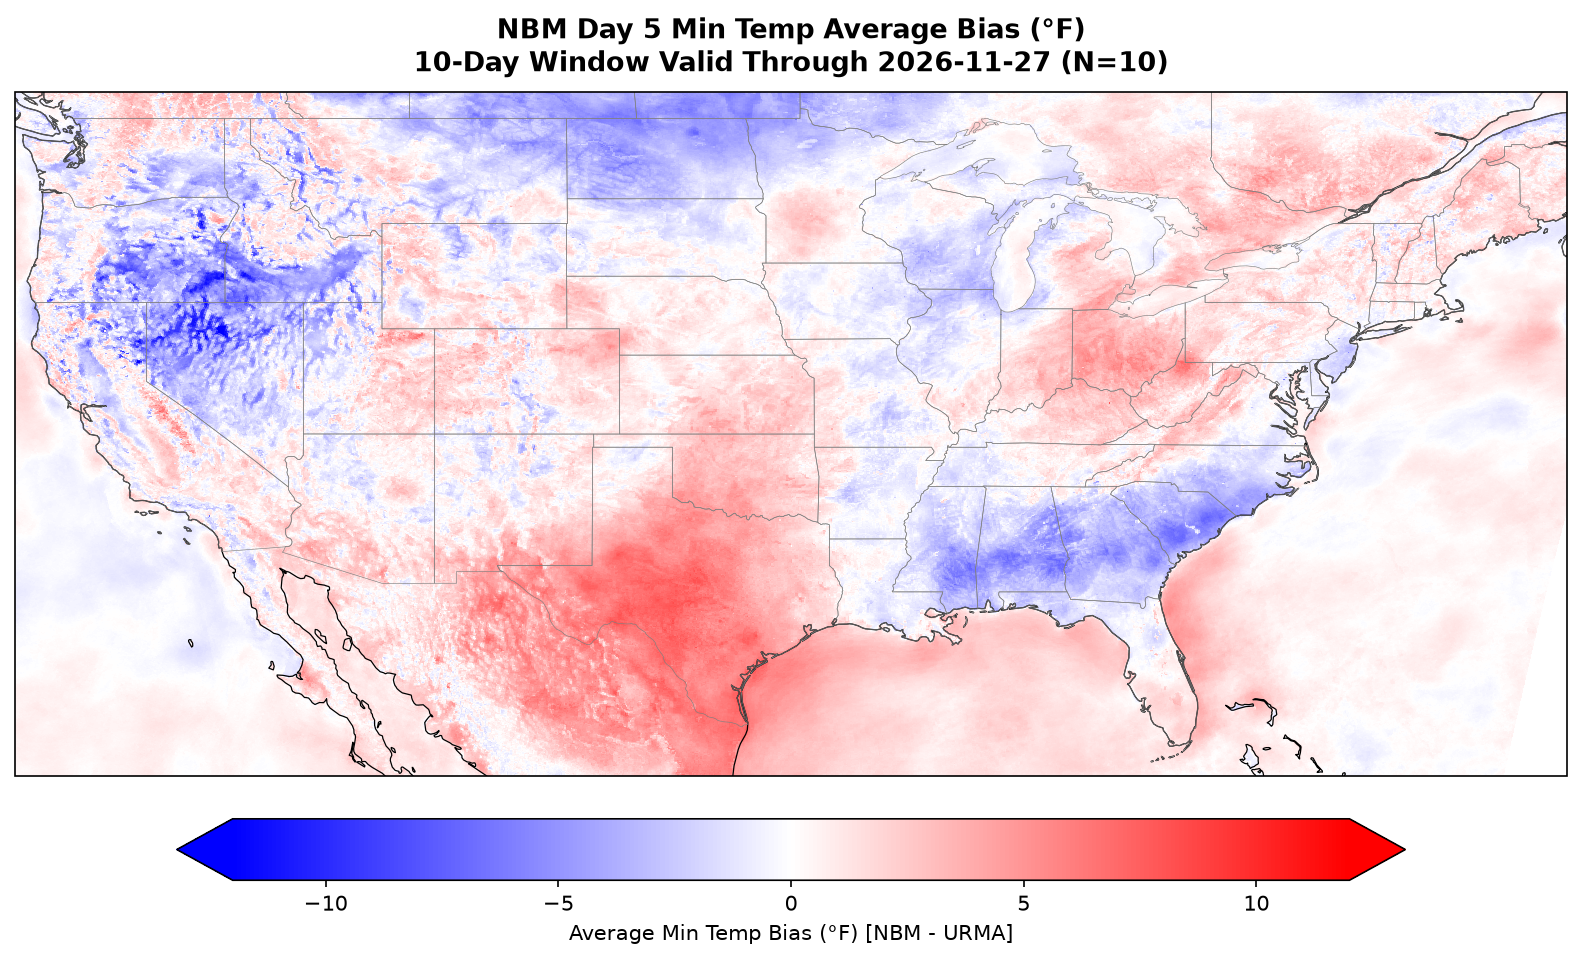 NBM Day 5 Min Temp Average Bias (°F)
10-Day Window Valid Through 2026-11-27 (N=10)
−10 −5 0 5 10
Average Min Temp Bias (°F) [NBM - URMA]